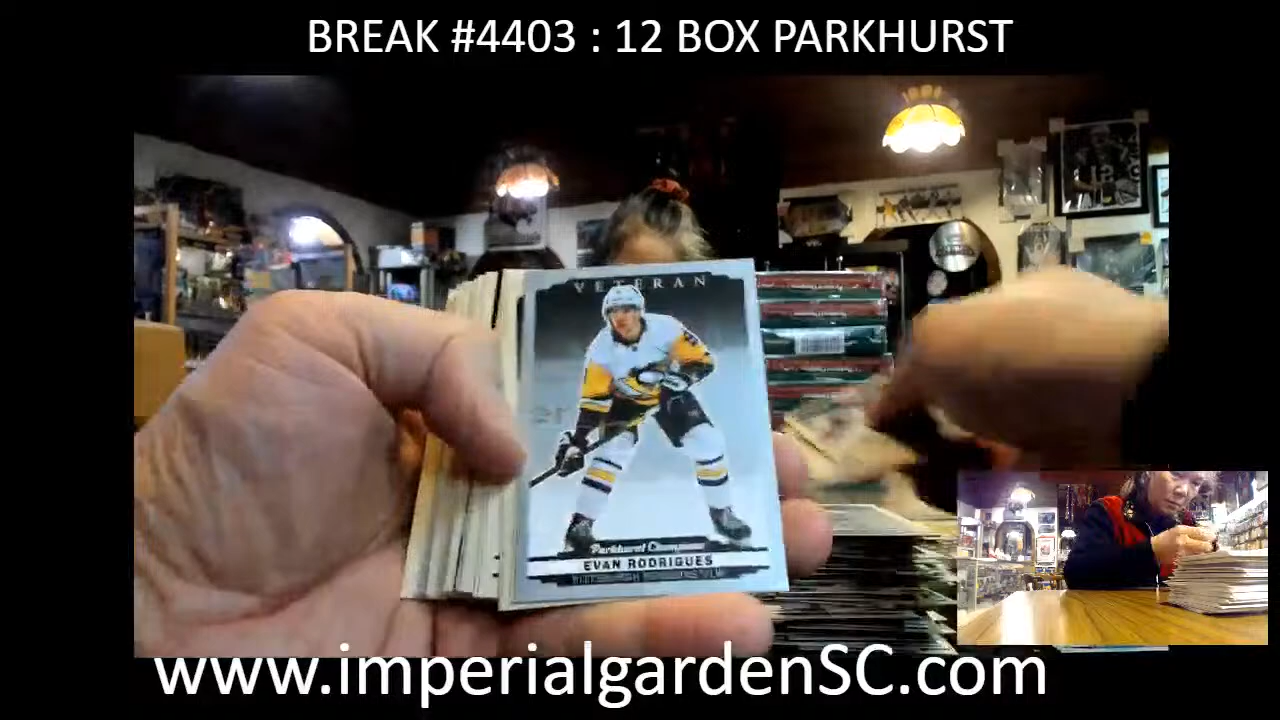 BREAK #4403 : 12 BOX PARKHURST
VETERAN
Parkhurst Champions
EVAN RODRIGUES
www.imperialgardenSC.com